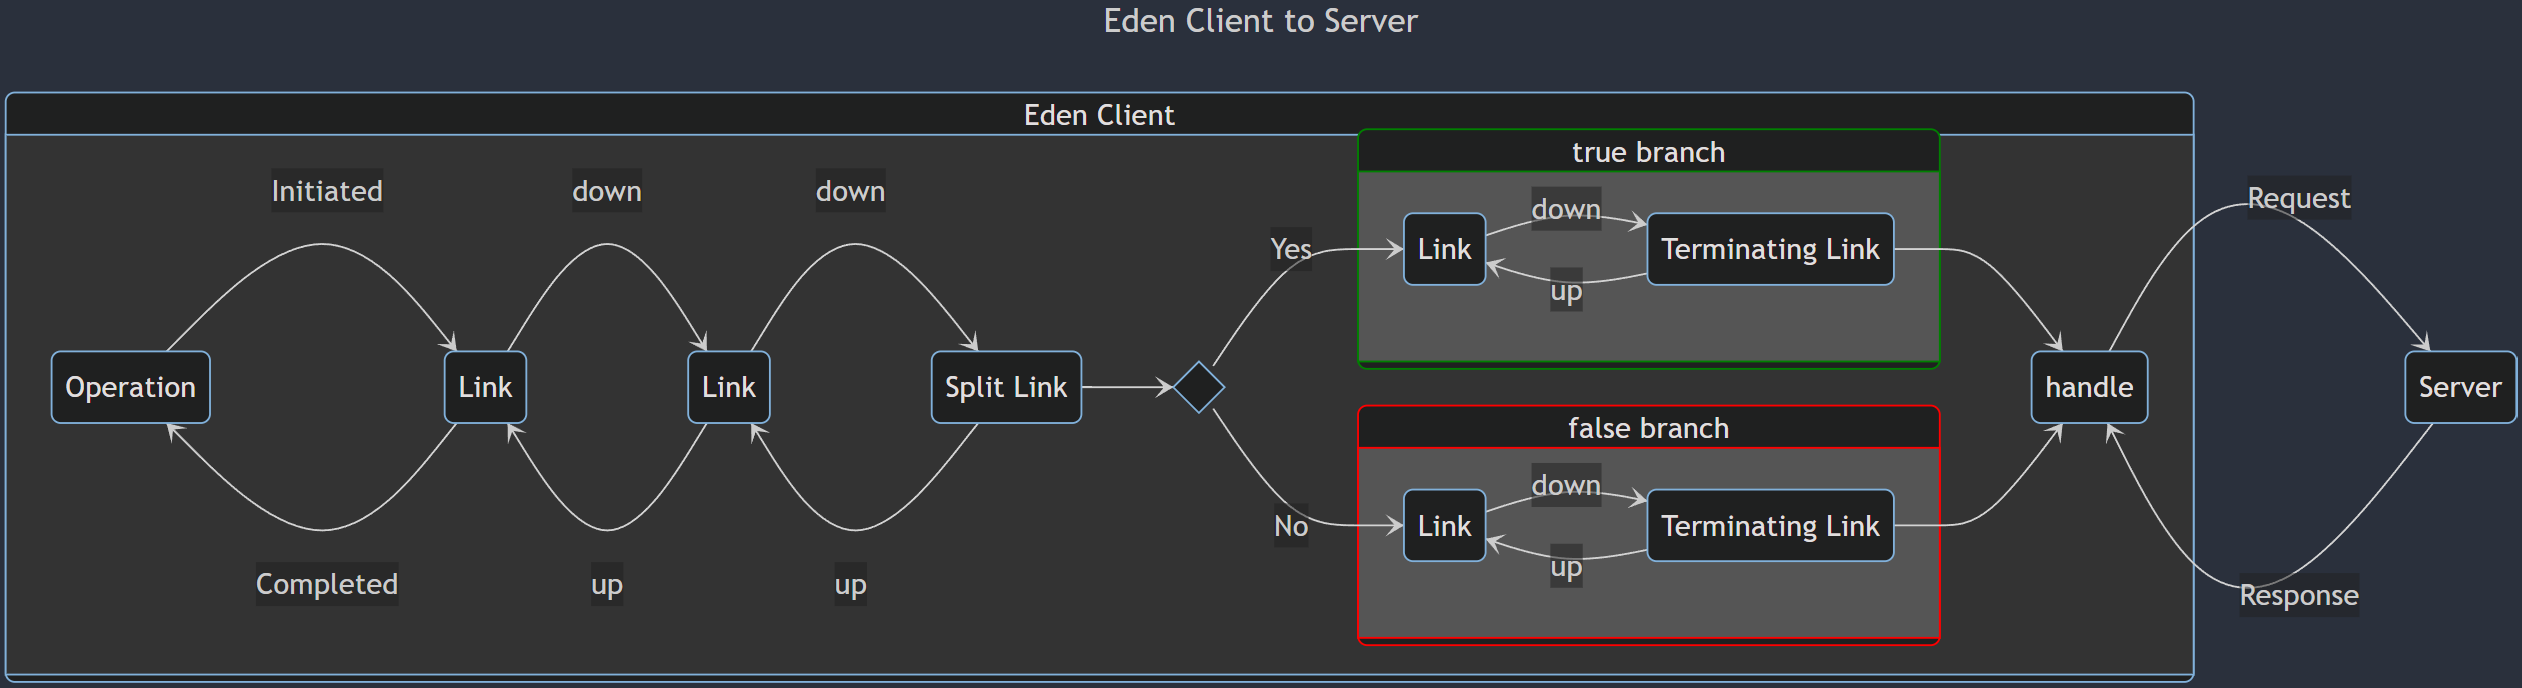 Eden Client to Server
Eden Client
true branch
Initiated
down
down
down
Request
Yes
Link
Terminating Link
up
Operation
Link
Link
Split Link
handle
Server
false branch
down
No
Link
Terminating Link
up
Completed
up
up
Response